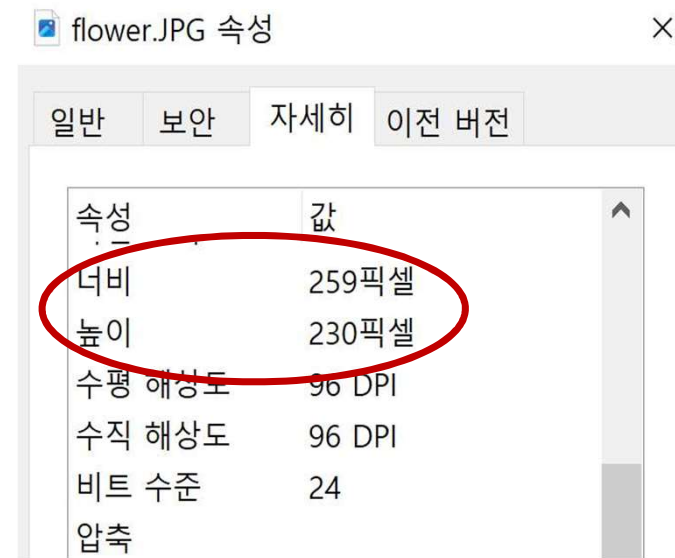 flower.JPG 속성
일반 보안 자세히 이전 버전
속성 값
너비 259픽셀
높이 230픽셀
수평 해상도 96 DPI
수직 해상도 96 DPI
비트 수준 24
압축